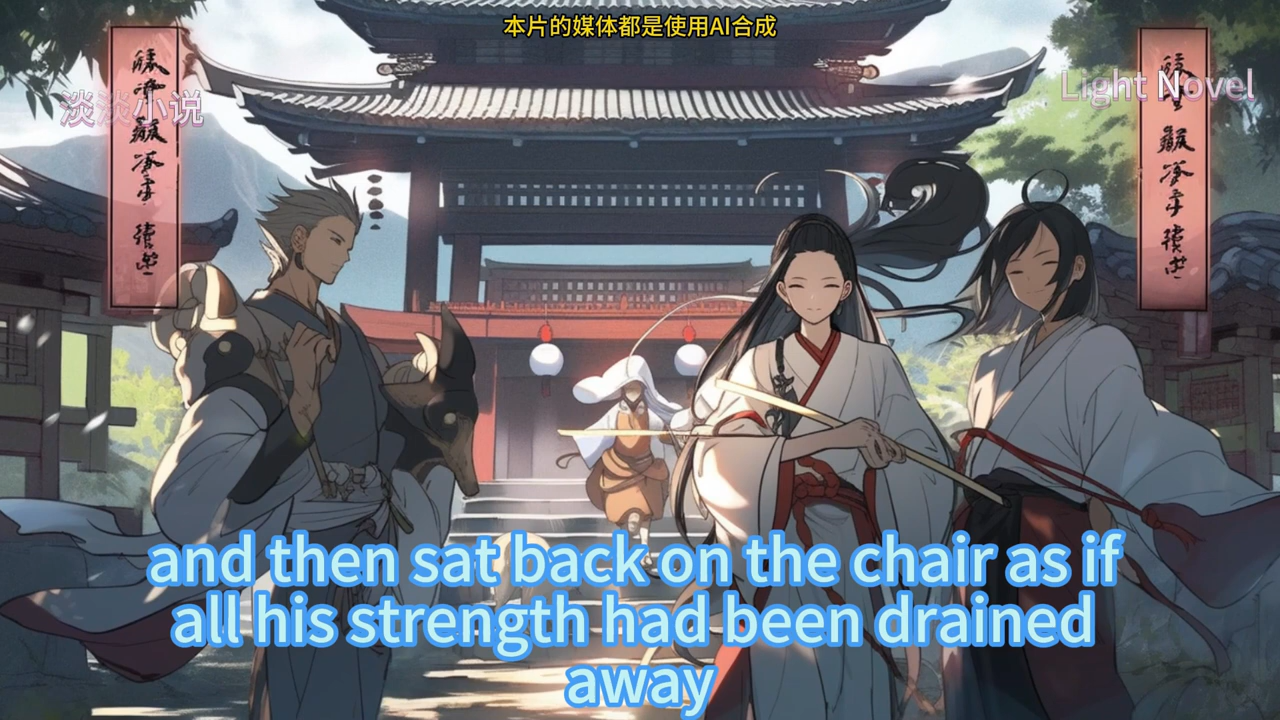 本片的媒体都是使用AI合成
淡淡小说
Light Novel
and then sat back on the chair as if
all his strength had been drained
away